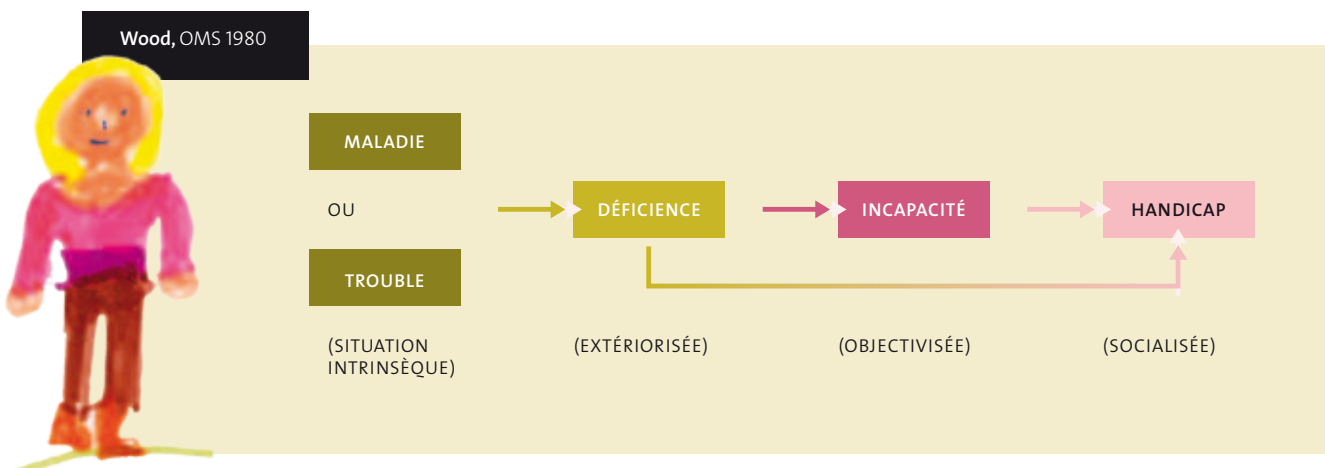 Wood, OMS 1980
MALADIE
OU
TROUBLE
(SITUATION
INTRINSÈQUE)
DÉFICIENCE
(EXTÉRIORISÉE)
INCAPACITÉ
(OBJECTIVISÉE)
HANDICAP
(SOCIALISÉE)